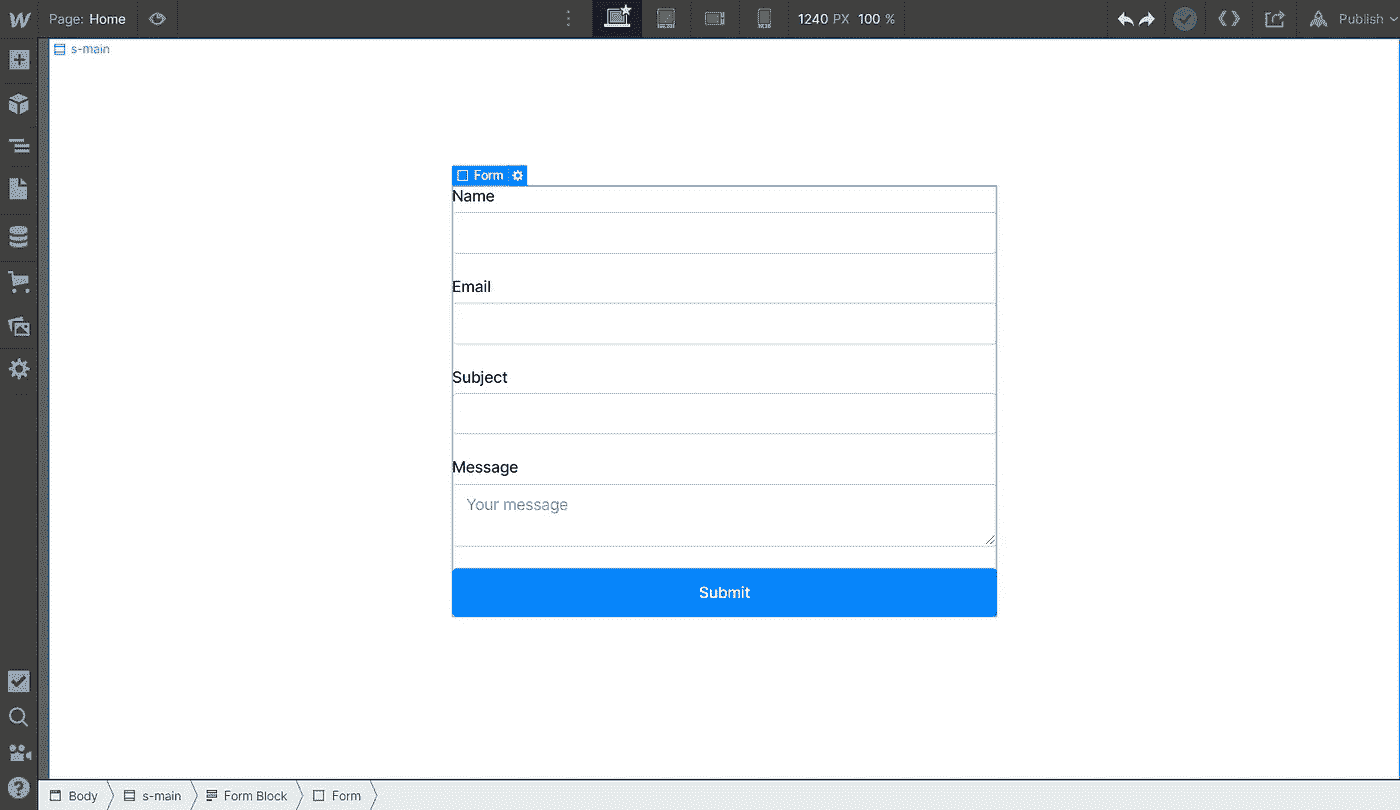 Page: Home
1240 PX 100 %
Publish
s-main
Form
Name
Email
Subject
Message
Your message
Submit
Body s-main Form Block Form